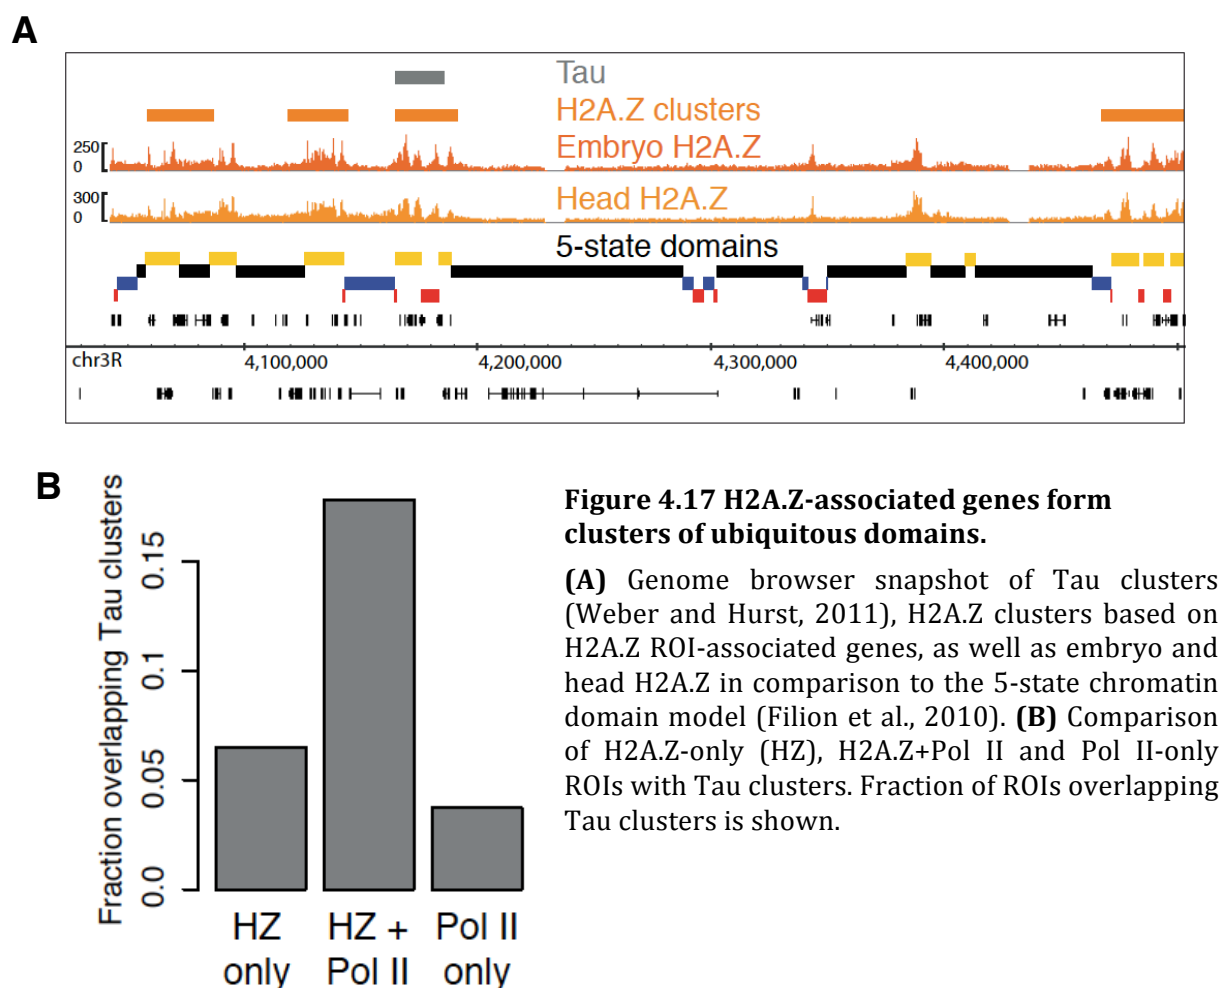 A
Tau
H2A.Z clusters
250
0
Embryo H2A.Z
300
0
Head H2A.Z
5-state domains
chr3R
4,100,000
4,200,000
4,300,000
4,400,000
B
Fraction overlapping Tau clusters
0.15
0.1
0.05
0.0
HZ only
HZ + Pol II
Pol II only
Figure 4.17 H2A.Z-associated genes form
clusters of ubiquitous domains.
(A) Genome browser snapshot of Tau clusters
(Weber and Hurst, 2011), H2A.Z clusters based on
H2A.Z ROI-associated genes, as well as embryo and
head H2A.Z in comparison to the 5-state chromatin
domain model (Filion et al., 2010). (B) Comparison
of H2A.Z-only (HZ), H2A.Z+Pol II and Pol II-only
ROIs with Tau clusters. Fraction of ROIs overlapping
Tau clusters is shown.